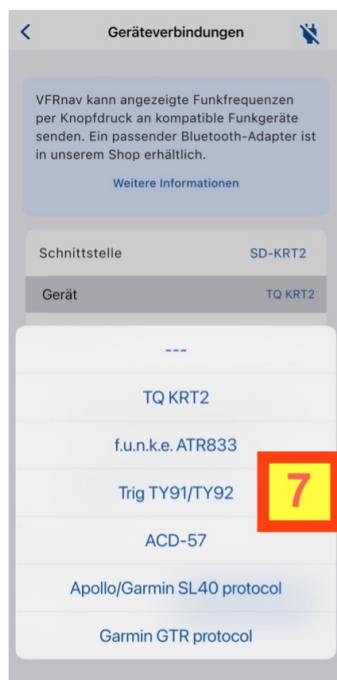 Geräteverbindungen
VFRnav kann angezeigte Funkfrequenzen
per Knopfdruck an kompatible Funkgeräte
senden. Ein passender Bluetooth-Adapter ist
in unserem Shop erhältlich.
Weitere Informationen
Schnittstelle SD-KRT2
Gerät TQ KRT2
---
TQ KRT2
f.u.n.k.e. ATR833
Trig TY91/TY92
7
ACD-57
Apollo/Garmin SL40 protocol
Garmin GTR protocol